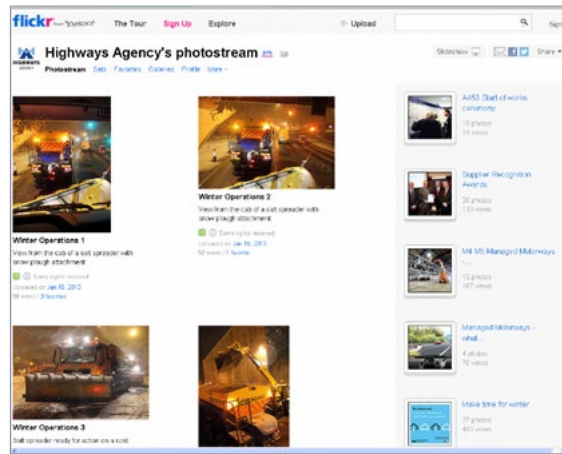 flickr from YAHOO! The Tour Sign Up Explore Upload Sign
HIGHWAYS AGENCY
Highways Agency's photostream
Slideshow Share
Photostream Sets Favorites Galleries Profile More
Winter Operations 1
View from the cab of a salt spreader with
snow plough attachment
Some rights reserved
Uploaded on Jan 16, 2013
Winter Operations 2
View from the cab of a salt spreader with
snow plough attachment
Some rights reserved
Uploaded on Jan 16, 2013
Winter Operations 3
Salt spreader ready for action on a cold
A453 Start of works
ceremony
Supplier Recognition
Awards
M4 M5 Managed Motorways
- ...
Managed Motorways -
what...
4 photos
Make time for winter